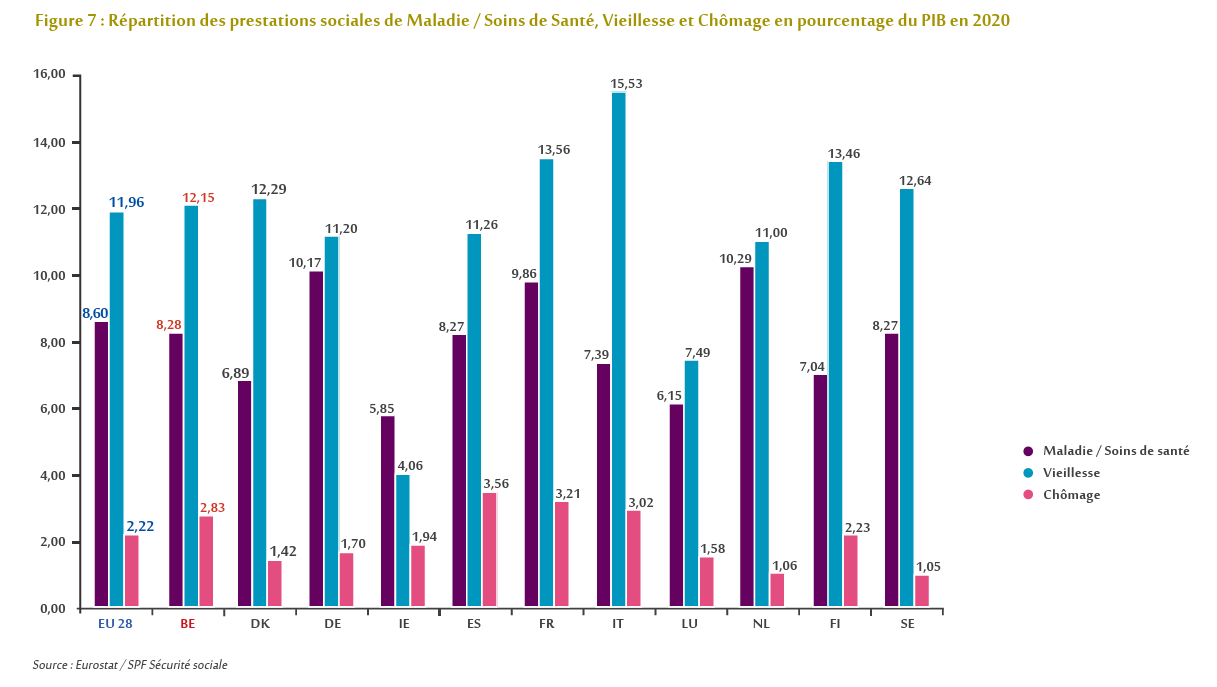 Figure 7 : Répartition des prestations sociales de Maladie / Soins de Santé, Vieillesse et Chômage en pourcentage du PIB en 2020
16,00
14,00
12,00
10,00
8,00
6,00
4,00
2,00
0,00
8,60 11,96 2,22
8,28 12,15 2,83
6,89 12,29 1,42
10,17 11,20 1,70
5,85 4,06 1,94
8,27 11,26 3,56
9,86 13,56 3,21
7,39 15,53 3,02
6,15 7,49 1,58
10,29 11,00 1,06
7,04 13,46 2,23
8,27 12,64 1,05
EU 28 BE DK DE IE ES FR IT LU NL FI SE
Maladie / Soins de santé
Vieillesse
Chômage
Source : Eurostat / SPF Sécurité sociale